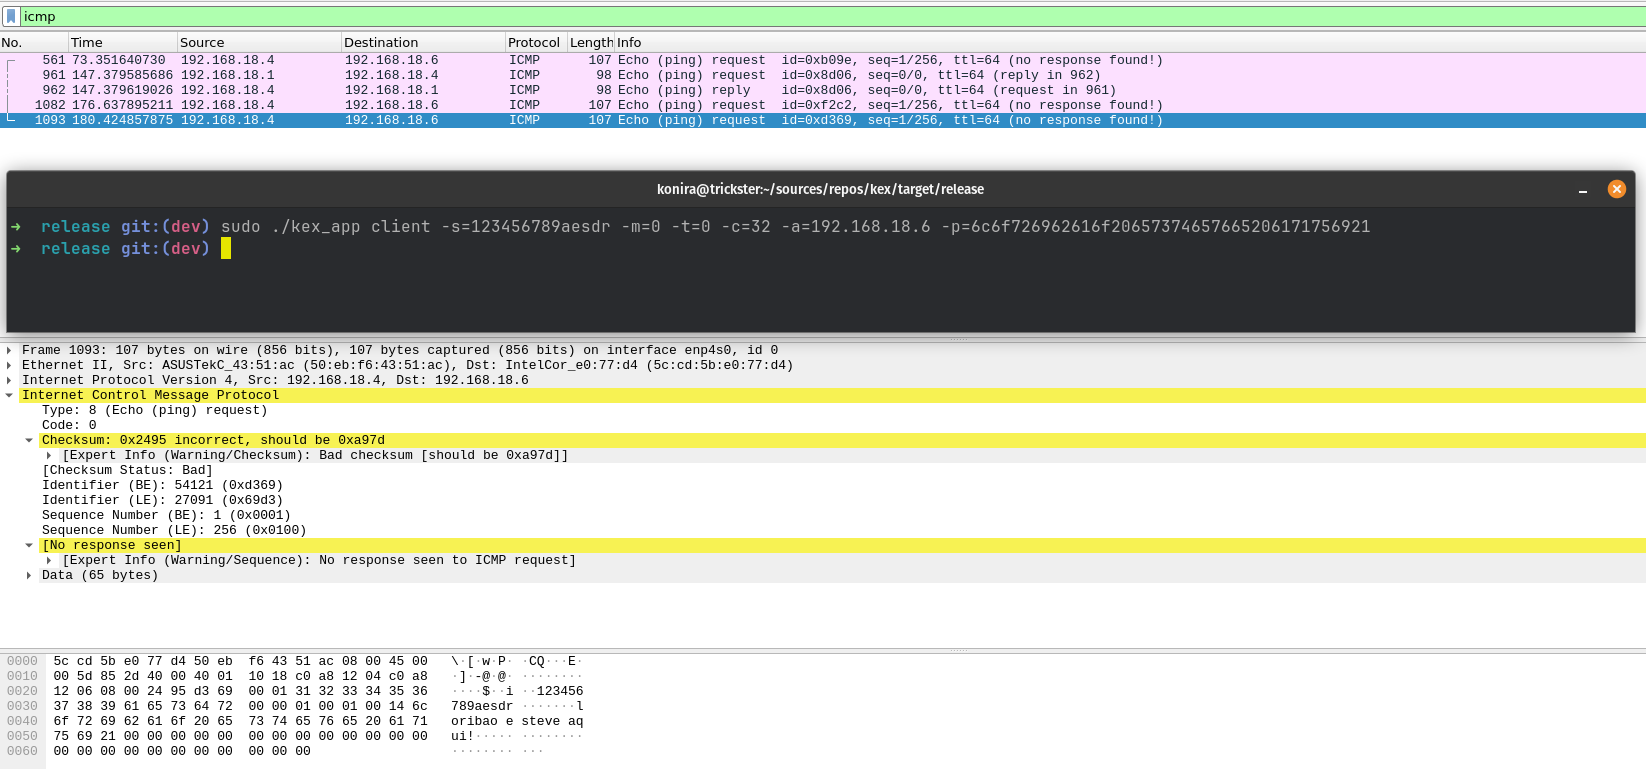 icmp
No. Time Source Destination Protocol Length Info
561 73.351640730 192.168.18.4 192.168.18.6 ICMP 107 Echo (ping) request id=0xb09e, seq=1/256, ttl=64 (no response found!)
961 147.379585686 192.168.18.1 192.168.18.4 ICMP 98 Echo (ping) request id=0x8d06, seq=0/0, ttl=64 (reply in 962)
962 147.379619026 192.168.18.4 192.168.18.1 ICMP 98 Echo (ping) reply id=0x8d06, seq=0/0, ttl=64 (request in 961)
1082 176.637895211 192.168.18.4 192.168.18.6 ICMP 107 Echo (ping) request id=0xf2c2, seq=1/256, ttl=64 (no response found!)
1093 180.424857875 192.168.18.4 192.168.18.6 ICMP 107 Echo (ping) request id=0xd369, seq=1/256, ttl=64 (no response found!)
konira@trickster:~/sources/repos/kex/target/release
→ release git:(dev) sudo ./kex_app client -s=123456789aesdr -m=0 -t=0 -c=32 -a=192.168.18.6 -p=6c6f726962616f20657374657665206171756921
→ release git:(dev)
Frame 1093: 107 bytes on wire (856 bits), 107 bytes captured (856 bits) on interface enp4s0, id 0
Ethernet II, Src: ASUSTekC_43:51:ac (50:eb:f6:43:51:ac), Dst: IntelCor_e0:77:d4 (5c:cd:5b:e0:77:d4)
Internet Protocol Version 4, Src: 192.168.18.4, Dst: 192.168.18.6
Internet Control Message Protocol
Type: 8 (Echo (ping) request)
Code: 0
Checksum: 0x2495 incorrect, should be 0xa97d
[Expert Info (Warning/Checksum): Bad checksum [should be 0xa97d]]
[Checksum Status: Bad]
Identifier (BE): 54121 (0xd369)
Identifier (LE): 27091 (0x69d3)
Sequence Number (BE): 1 (0x0001)
Sequence Number (LE): 256 (0x0100)
[No response seen]
[Expert Info (Warning/Sequence): No response seen to ICMP request]
Data (65 bytes)
0000 5c cd 5b e0 77 d4 50 eb f6 43 51 ac 08 00 45 00 \·[·w·P· ·CQ···E·
0010 00 5d 85 2d 40 00 40 01 10 18 c0 a8 12 04 c0 a8 ·]·-@·@· ········
0020 12 06 08 00 24 95 d3 69 00 01 31 32 33 34 35 36 ····$··i ··123456
0030 37 38 39 61 65 73 64 72 00 00 01 00 01 00 14 6c 789aesdr ·······l
0040 6f 72 69 62 61 6f 20 65 73 74 65 76 65 20 61 71 oribao e steve aq
0050 75 69 21 00 00 00 00 00 00 00 00 00 00 00 00 00 ui!····· ········
0060 00 00 00 00 00 00 00 00 00 00 00 ········ ···